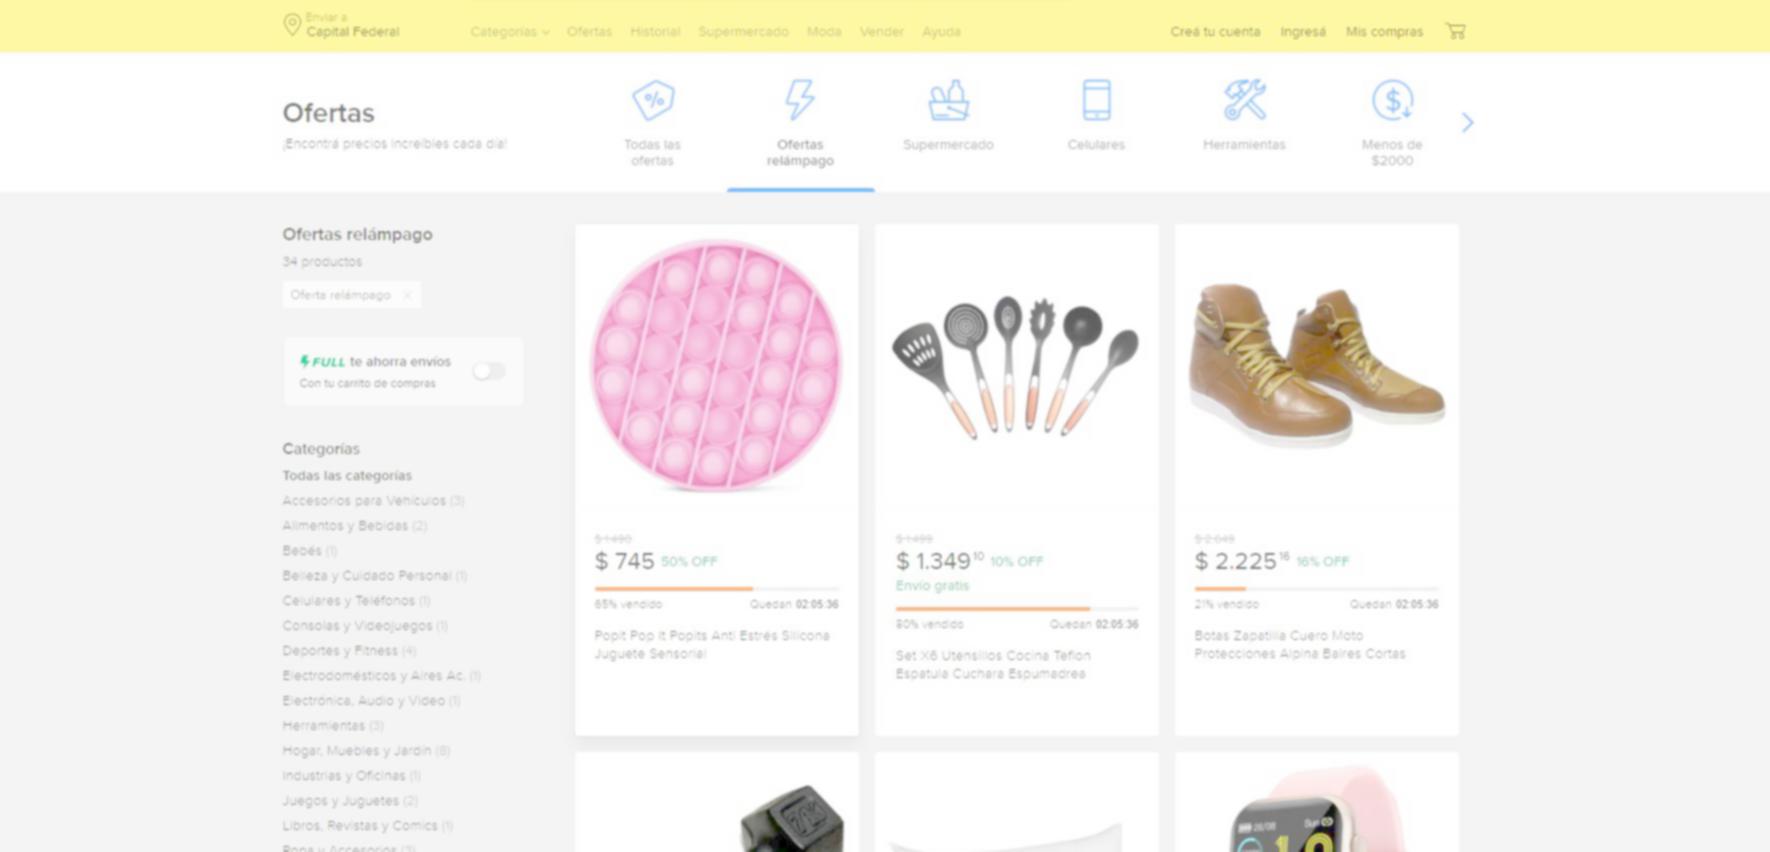 Enviar a
Capital Federal
Categorías Ofertas Historial Supermercado Moda Vender Ayuda
Creá tu cuenta Ingresá Mis compras
Ofertas
¡Encontrá precios increíbles cada día!
Todas las
ofertas
Ofertas
relámpago
Supermercado
Celulares
Herramientas
Menos de
$2000
Ofertas relámpago
34 productos
Oferta relámpago
FULL te ahorra envíos
Con tu carrito de compras
Categorías
Todas las categorías
Accesorios para Vehículos (3)
Alimentos y Bebidas (2)
Bebés (1)
Belleza y Cuidado Personal (1)
Celulares y Teléfonos (1)
Consolas y Videojuegos (1)
Deportes y Fitness (4)
Electrodomésticos y Aires Ac. (1)
Electrónica, Audio y Video (1)
Herramientas (3)
Hogar, Muebles y Jardín (8)
Industrias y Oficinas (1)
Juegos y Juguetes (2)
Libros, Revistas y Comics (1)
Ropa y Accesorios
$ 1.490
$ 745 50% OFF
65% vendido Quedan 02:05:36
Popit Pop It Popits Anti Estrés Silicona
Juguete Sensorial
$ 1.499
$ 1.349 10 10% OFF
Envío gratis
80% vendido Quedan 02:05:36
Set X6 Utensilios Cocina Teflon
Espatula Cuchara Espumadrea
$ 2.649
$ 2.225 16 16% OFF
21% vendido Quedan 02:05:36
Botas Zapatilla Cuero Moto
Protecciones Alpina Baires Cortas